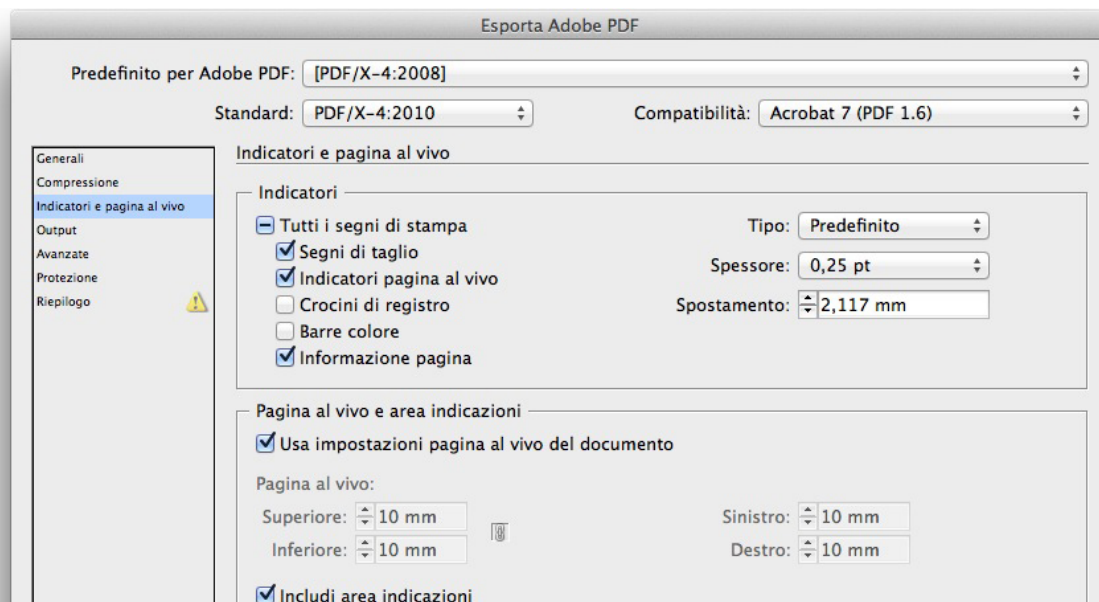 Esporta Adobe PDF
Predefinito per Adobe PDF: [PDF/X-4:2008]
Standard: PDF/X-4:2010 Compatibilità: Acrobat 7 (PDF 1.6)
Generali
Compressione
Indicatori e pagina al vivo
Output
Avanzate
Protezione
Riepilogo
Indicatori e pagina al vivo
Indicatori
Tutti i segni di stampa
Segni di taglio
Indicatori pagina al vivo
Crocini di registro
Barre colore
Informazione pagina
Tipo: Predefinito
Spessore: 0,25 pt
Spostamento: 2,117 mm
Pagina al vivo e area indicazioni
Usa impostazioni pagina al vivo del documento
Pagina al vivo:
Superiore: 10 mm Sinistro: 10 mm
Inferiore: 10 mm Destro: 10 mm
Includi area indicazioni